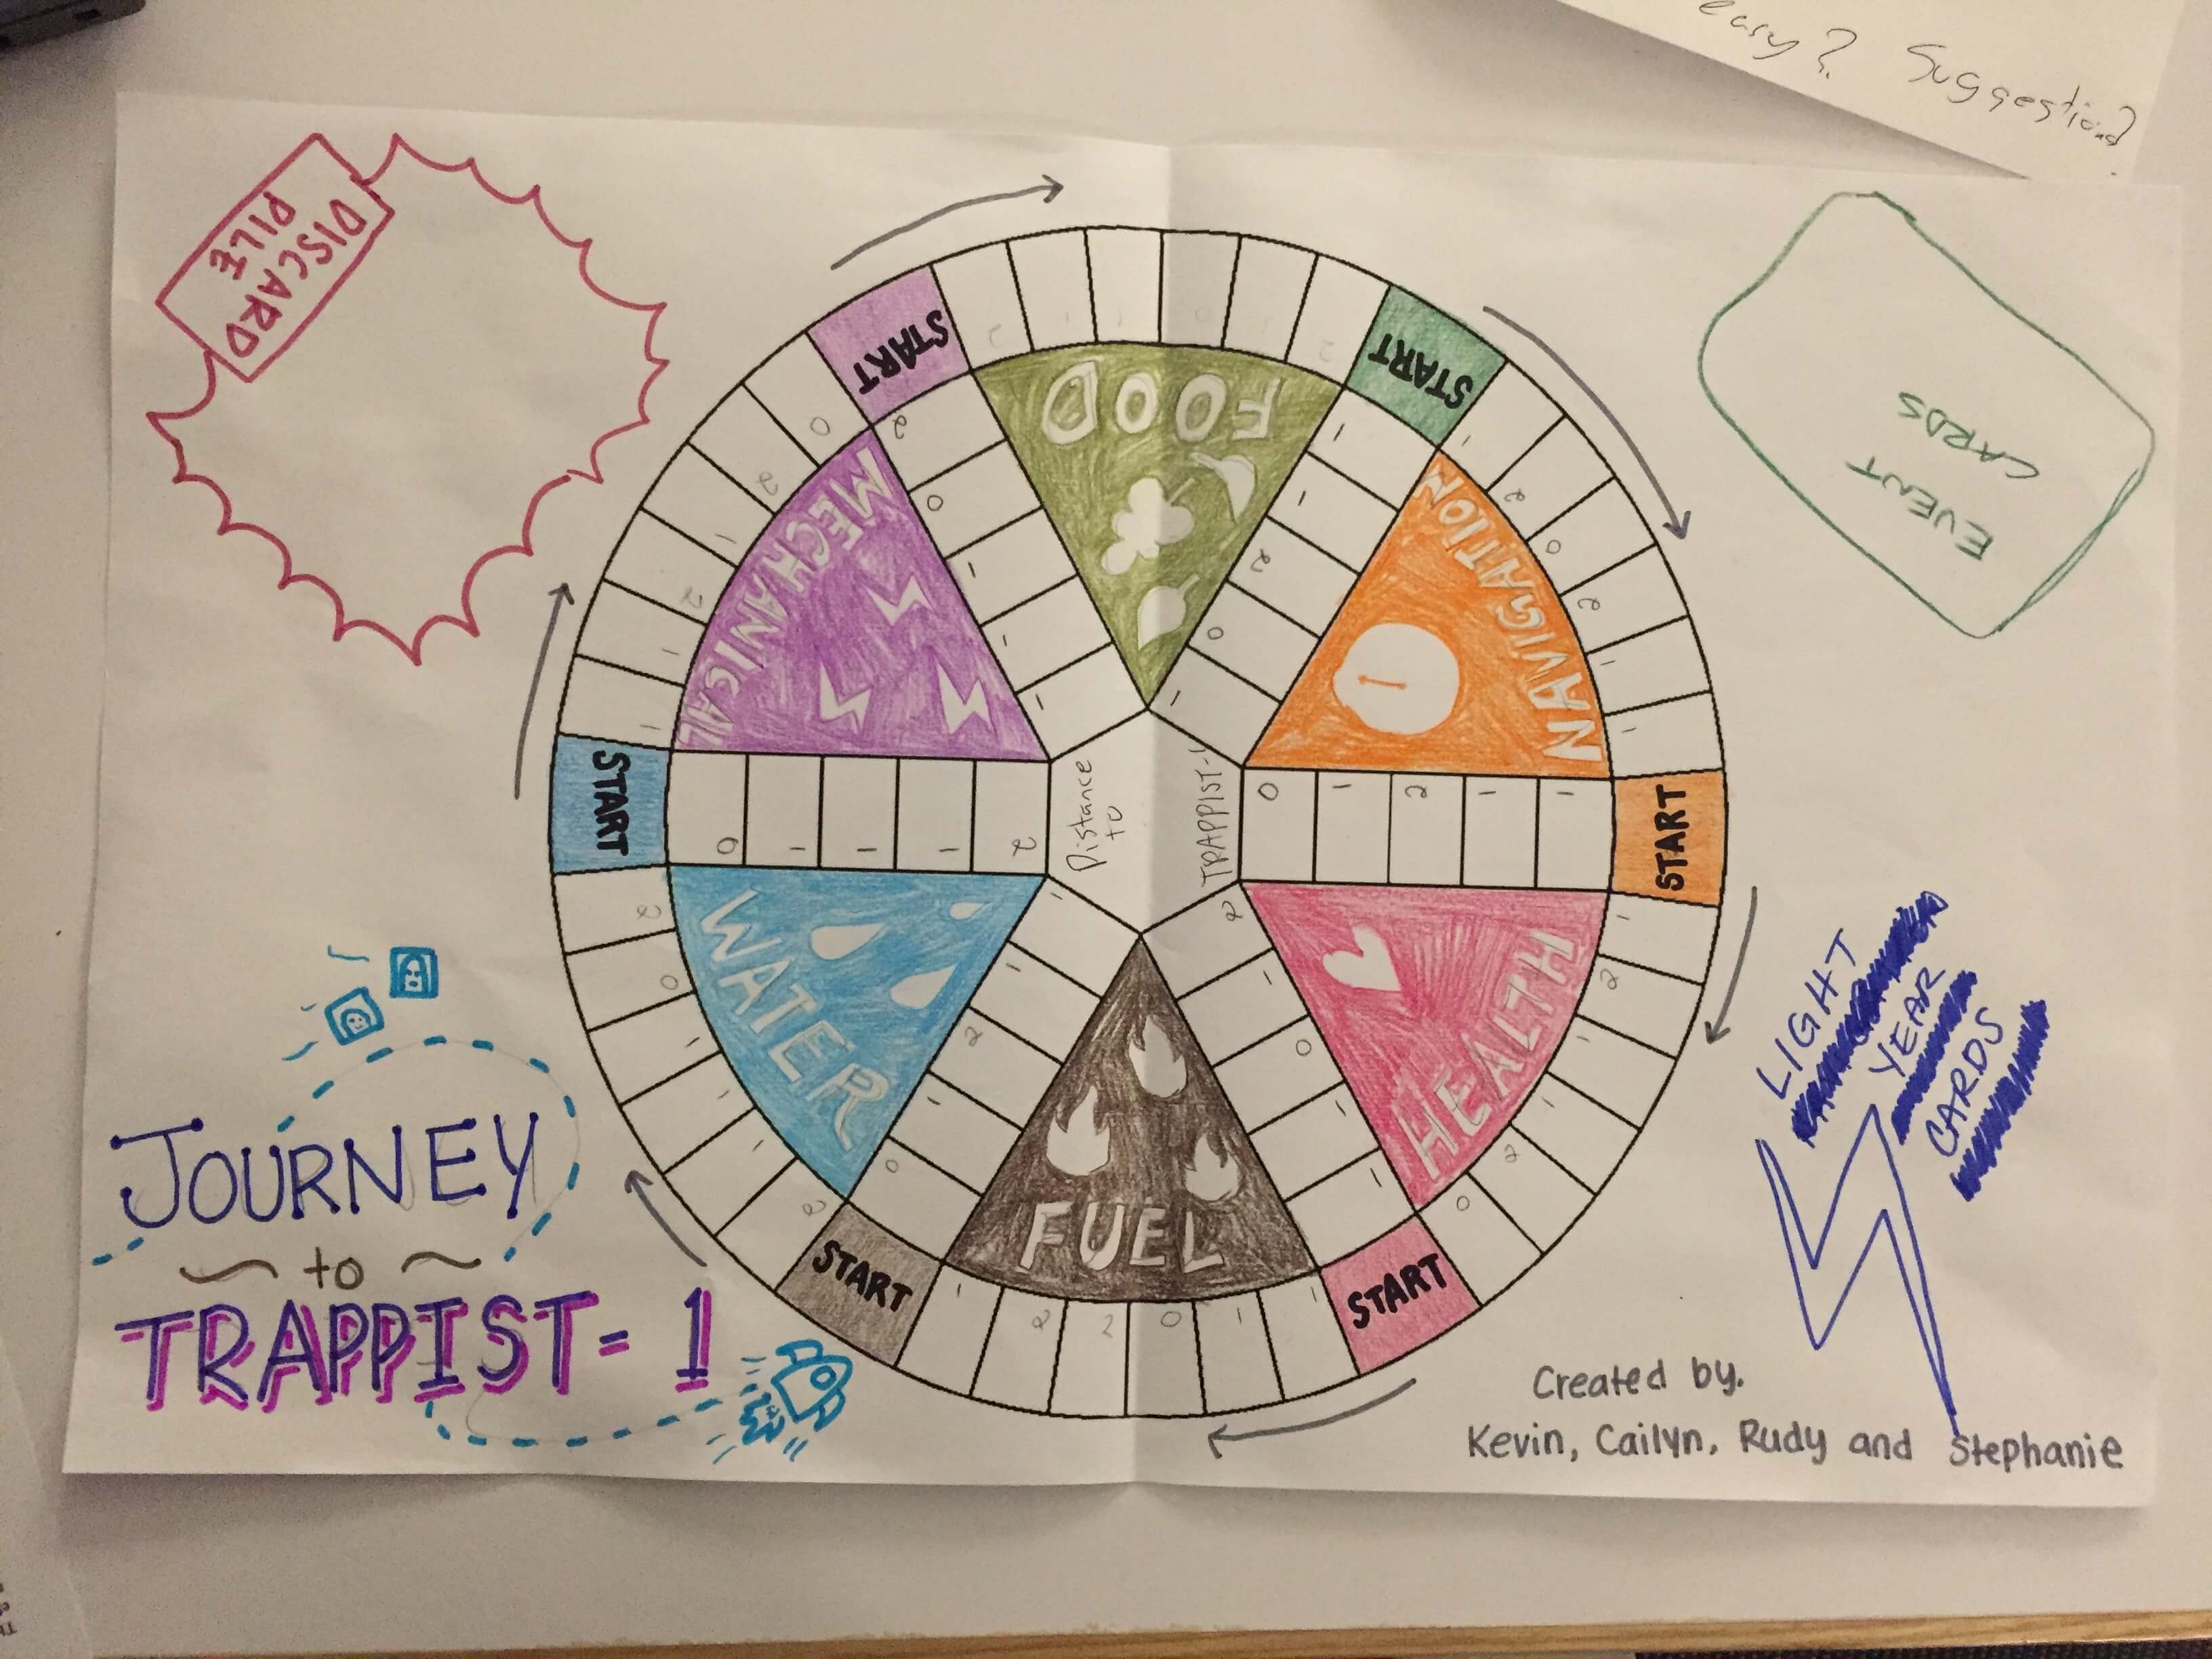 easy? Suggestion?
DISCARD
PILE
EVENT
CARDS
START
START
START
START
START
START
FOOD
MECHANICAL
NAVIGATION
WATER
HEALTH
FUEL
Distance
to
TRAPPIST-1
LIGHT
YEAR
CARDS
JOURNEY
to
TRAPPIST-1
Created by.
Kevin, Cailyn, Rudy and Stephanie